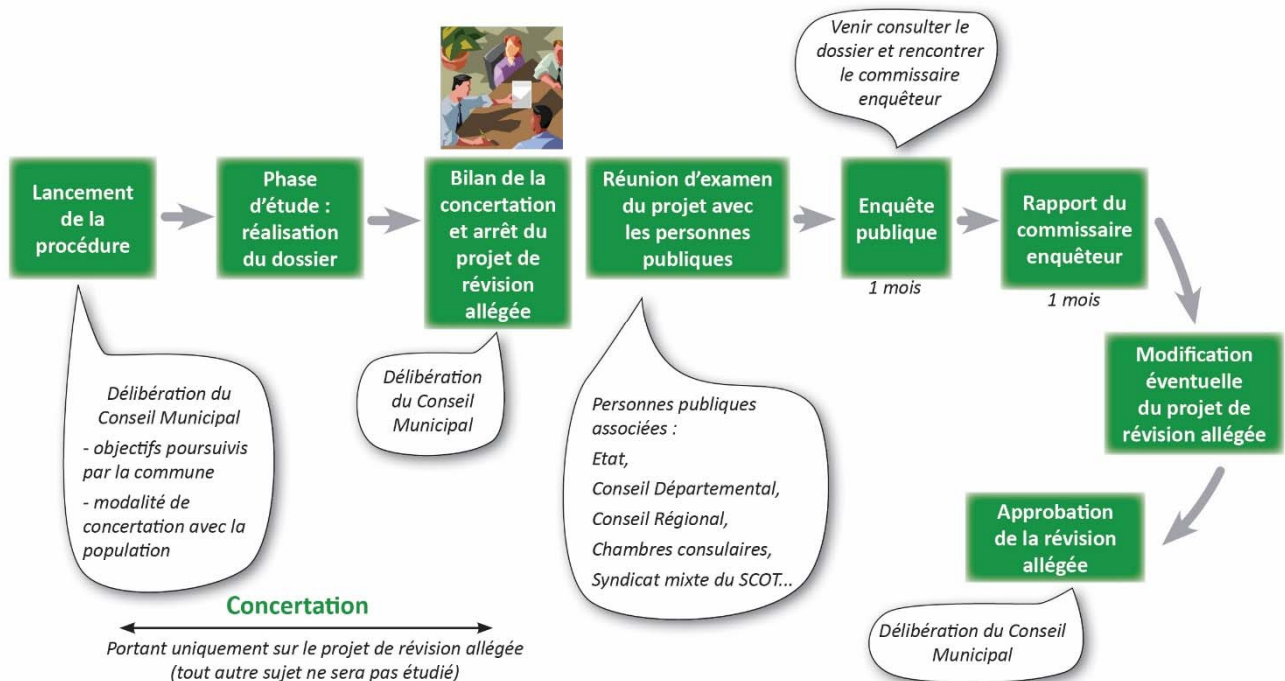 Venir consulter le
dossier et rencontrer
le commissaire
enquêteur
Lancement
de la
procédure
Phase
d'étude :
réalisation
du dossier
Bilan de la
concertation
et arrêt du
projet de
révision
allégée
Réunion d'examen
du projet avec
les personnes
publiques
Enquête
publique
1 mois
Rapport du
commissaire
enquêteur
1 mois
Modification
éventuelle
du projet de
révision allégée
Approbation
de la révision
allégée
Délibération du
Conseil Municipal
- objectifs poursuivis
par la commune
- modalité de
concertation avec la
population
Délibération
du Conseil
Municipal
Personnes publiques
associées :
Etat,
Conseil Départemental,
Conseil Régional,
Chambres consulaires,
Syndicat mixte du SCOT...
Délibération du Conseil
Municipal
Concertation
Portant uniquement sur le projet de révision allégée
(tout autre sujet ne sera pas étudié)